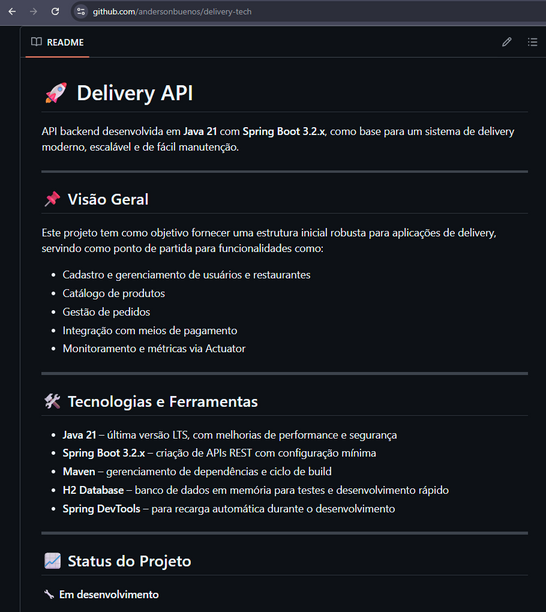 github.com/andersonbuenos/delivery-tech
README
🚀 Delivery API
API backend desenvolvida em Java 21 com Spring Boot 3.2.x, como base para um sistema de delivery
moderno, escalável e de fácil manutenção.
📌 Visão Geral
Este projeto tem como objetivo fornecer uma estrutura inicial robusta para aplicações de delivery,
servindo como ponto de partida para funcionalidades como:
• Cadastro e gerenciamento de usuários e restaurantes
• Catálogo de produtos
• Gestão de pedidos
• Integração com meios de pagamento
• Monitoramento e métricas via Actuator
🛠 Tecnologias e Ferramentas
• Java 21 – última versão LTS, com melhorias de performance e segurança
• Spring Boot 3.2.x – criação de APIs REST com configuração mínima
• Maven – gerenciamento de dependências e ciclo de build
• H2 Database – banco de dados em memória para testes e desenvolvimento rápido
• Spring DevTools – para recarga automática durante o desenvolvimento
📈 Status do Projeto
🔧 Em desenvolvimento